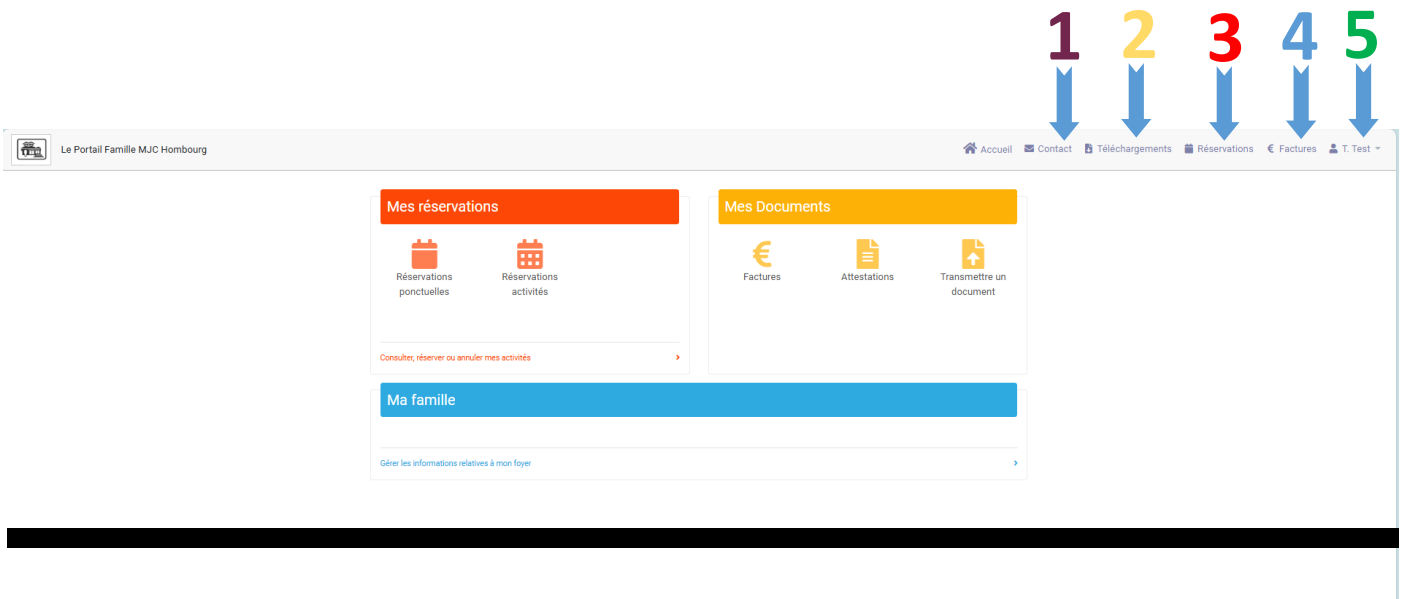 1 2 3 4 5
Le Portail Famille MJC Hombourg
Accueil Contact Téléchargements Réservations € Factures T. Test
Mes réservations
Réservations ponctuelles
Réservations activités
Consulter, réserver ou annuler mes activités
Mes Documents
€
Factures
Attestations
Transmettre un
document
Ma famille
Gérer les informations relatives à mon foyer